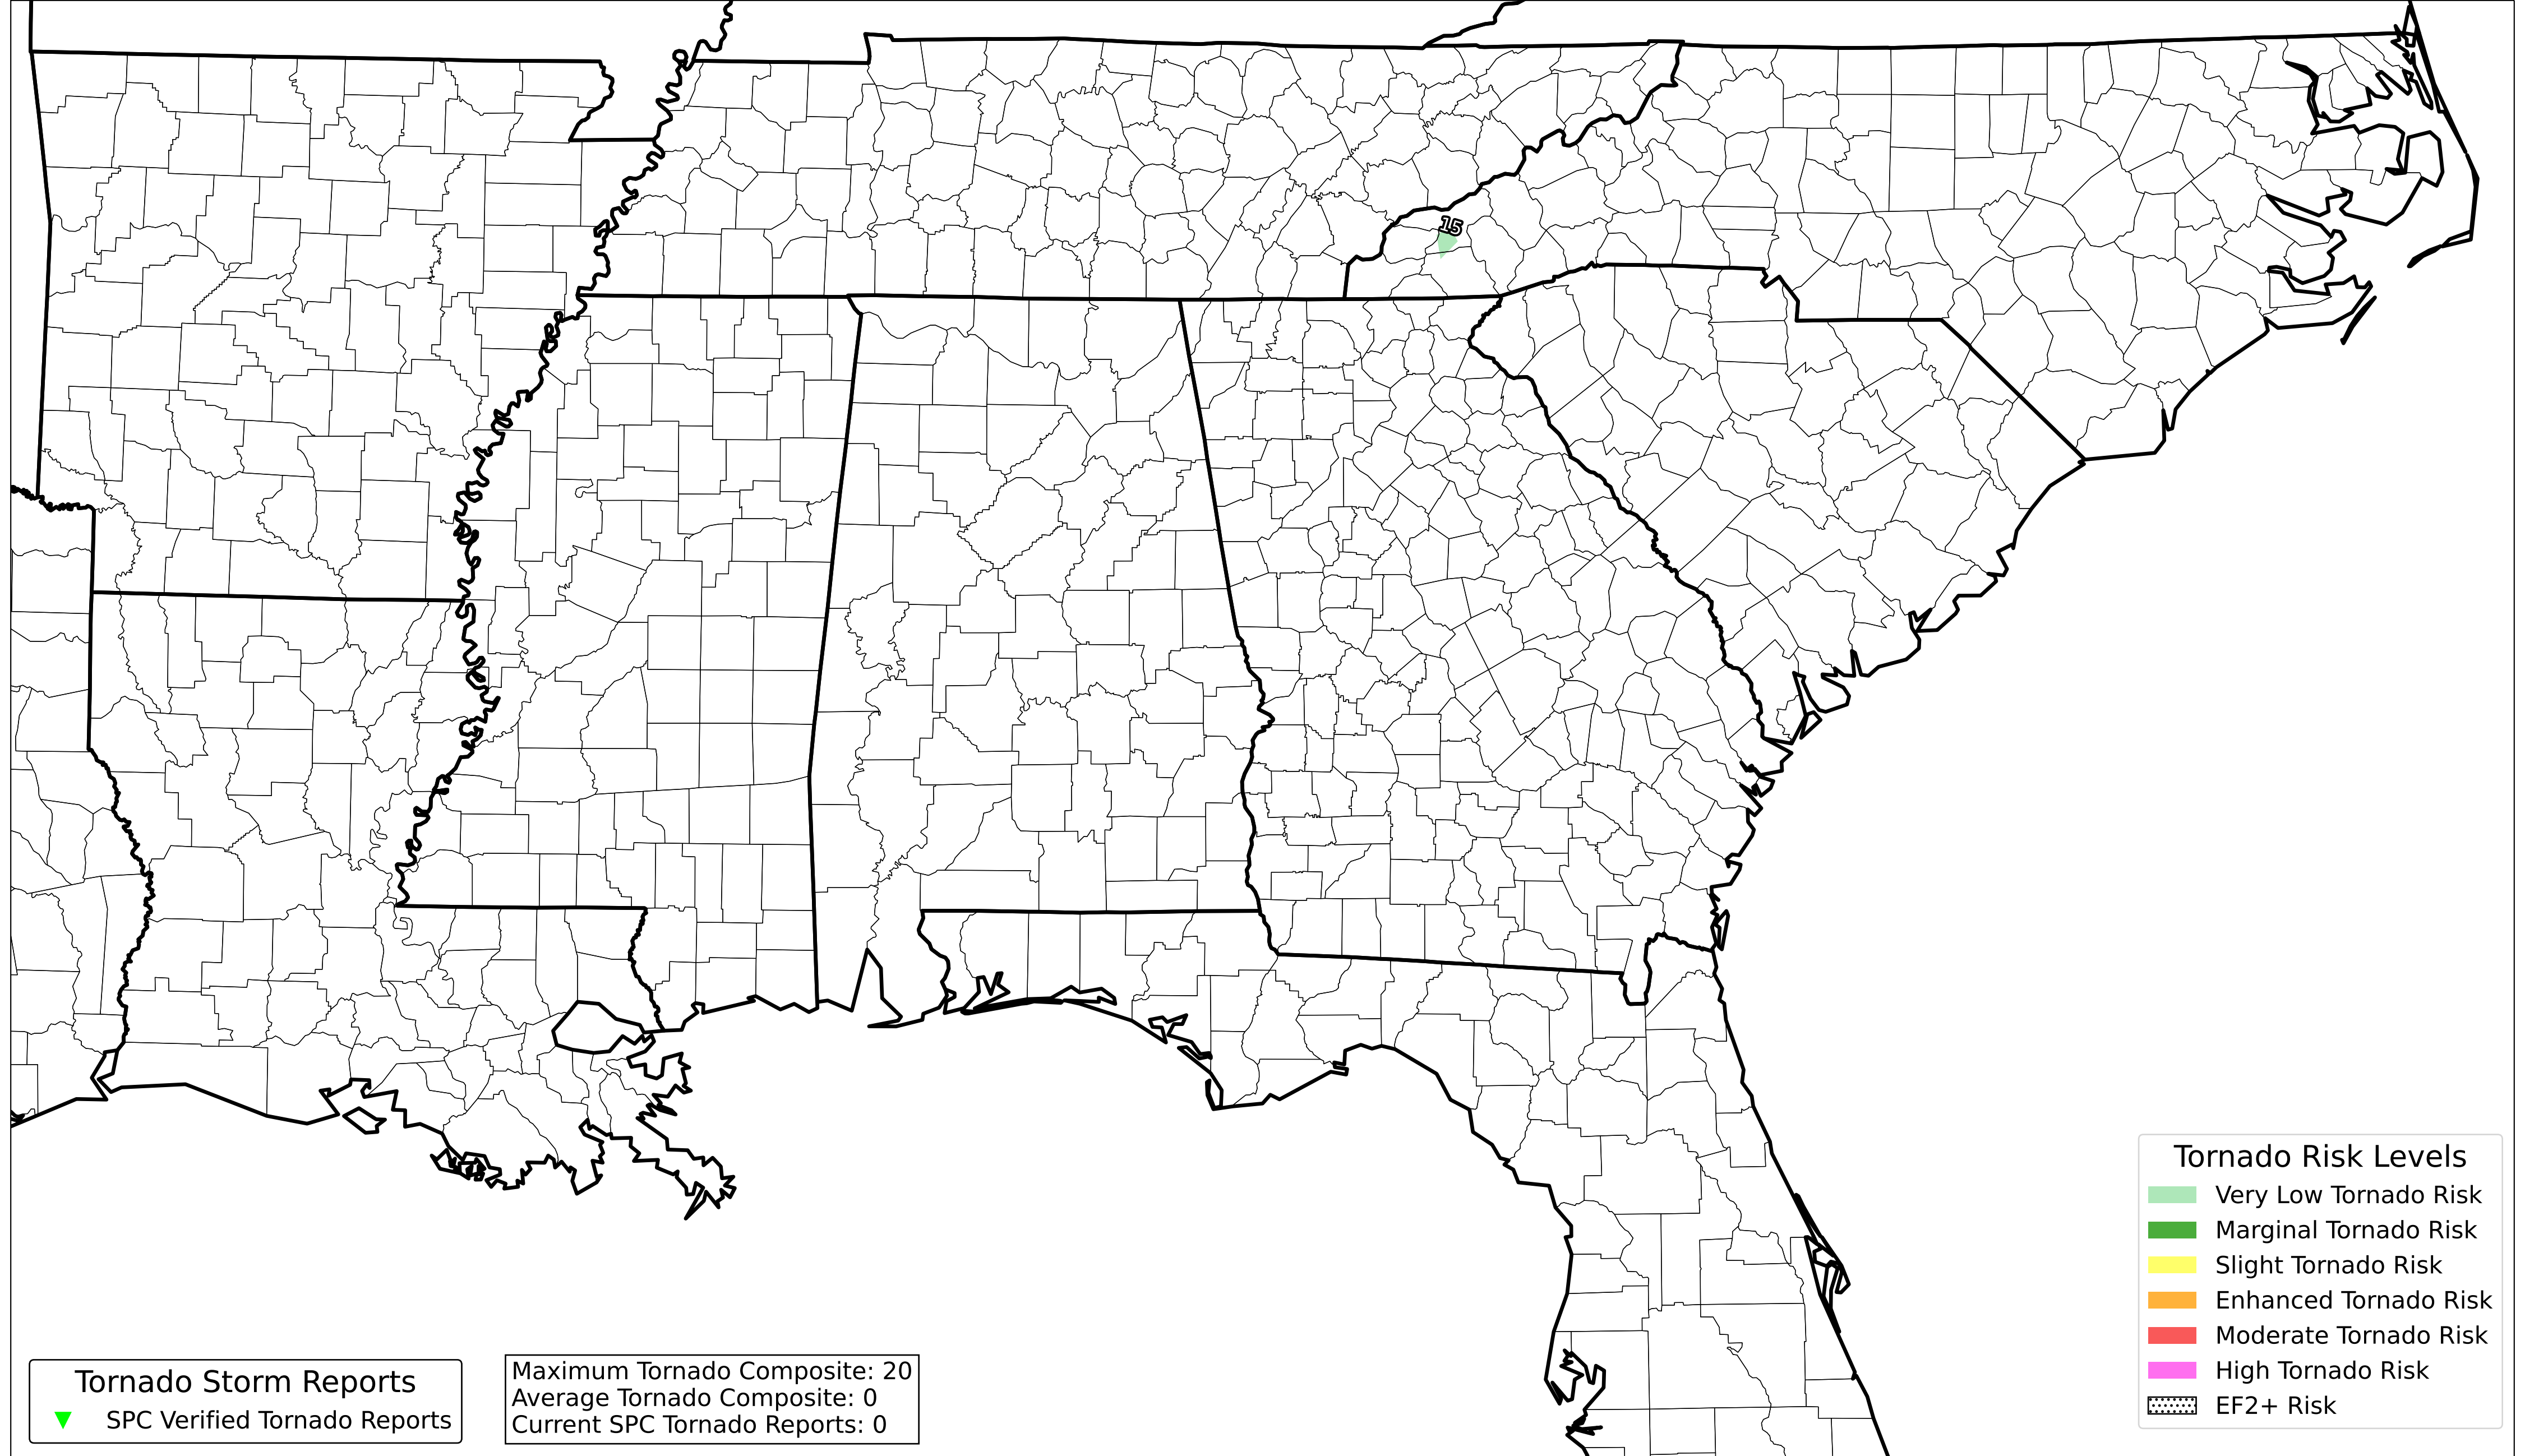 15
Tornado Risk Levels
Very Low Tornado Risk
Marginal Tornado Risk
Slight Tornado Risk
Enhanced Tornado Risk
Moderate Tornado Risk
High Tornado Risk
EF2+ Risk
Tornado Storm Reports
SPC Verified Tornado Reports
Maximum Tornado Composite: 20
Average Tornado Composite: 0
Current SPC Tornado Reports: 0